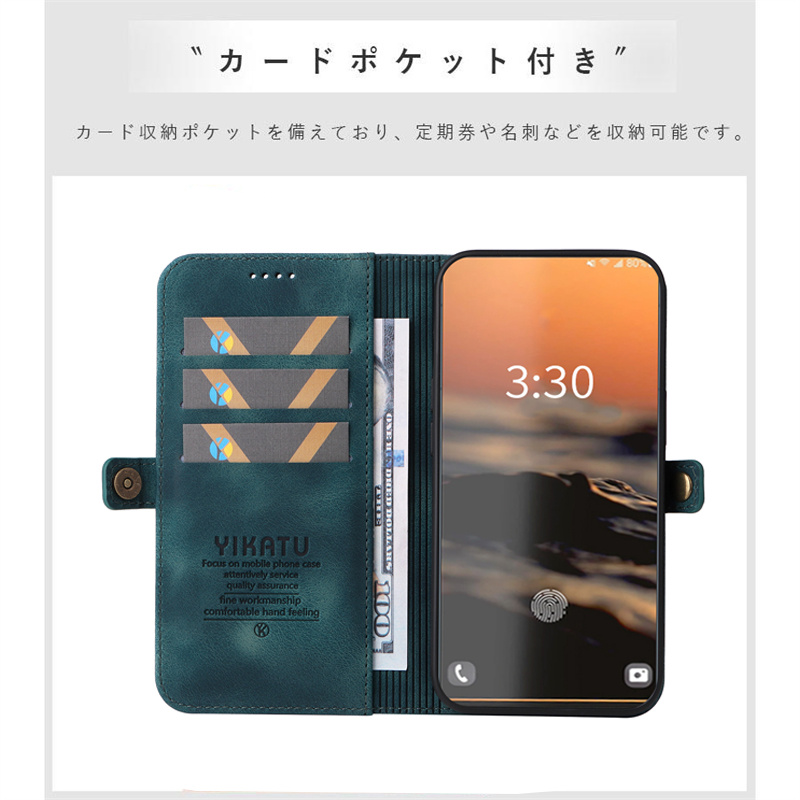 〝カードポケット付き〞
カード収納ポケットを備えており、定期券や名刺などを収納可能です。
80%
3:30
YIKATU
Focus on mobile phone case
attentively service
quality assurance
fine workmanship
comfortable hand feeling
K
100